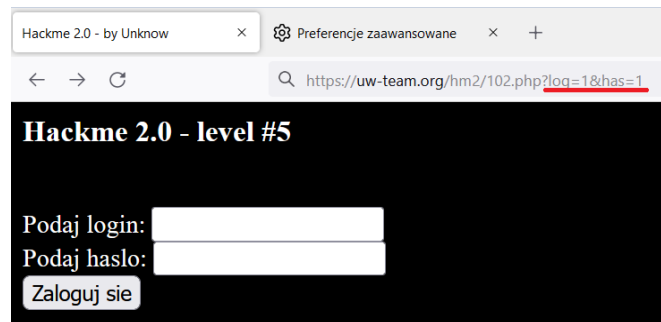 Hackme 2.0 - by Unknow × Preferencje zaawansowane × +
https://uw-team.org/hm2/102.php?log=1&has=1
Hackme 2.0 - level #5
Podaj login:
Podaj haslo:
Zaloguj sie